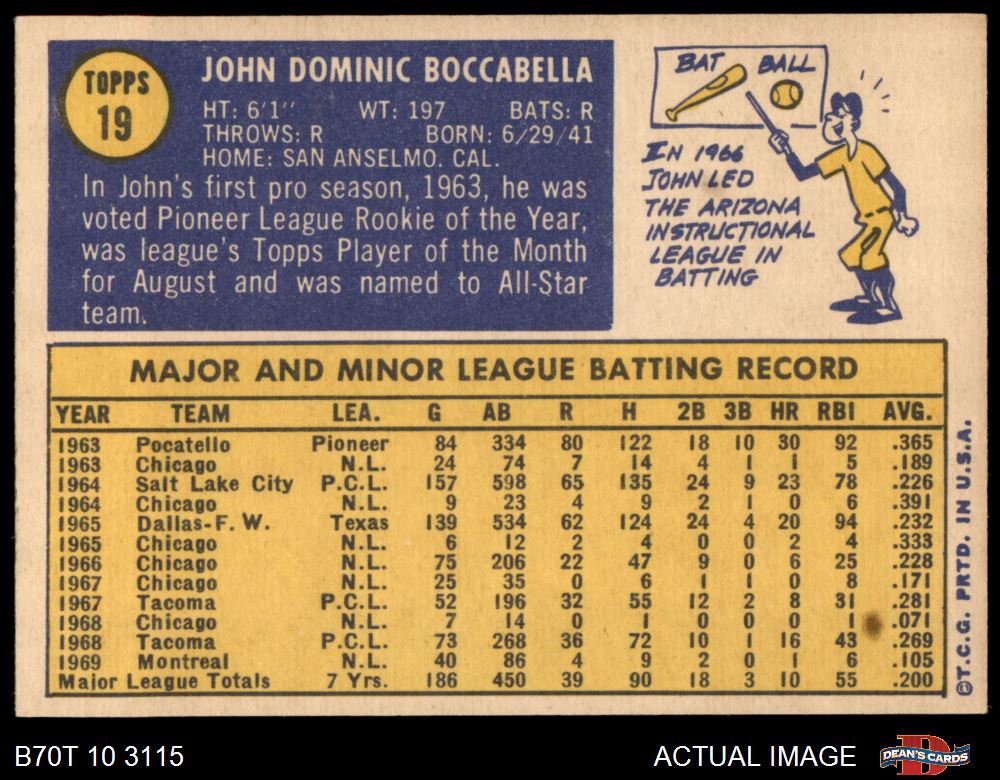 TOPPS
19
JOHN DOMINIC BOCCABELLA
HT: 6'1'' WT: 197 BATS: R
THROWS: R BORN: 6/29/41
HOME: SAN ANSELMO. CAL.
In John's first pro season, 1963, he was
voted Pioneer League Rookie of the Year,
was league's Topps Player of the Month
for August and was named to All-Star
team.
BAT BALL
IN 1966
JOHN LED
THE ARIZONA
INSTRUCTIONAL
LEAGUE IN
BATTING
MAJOR AND MINOR LEAGUE BATTING RECORD
YEAR TEAM LEA. G AB R H 2B 3B HR RBI AVG.
1963 Pocatello Pioneer 84 334 80 122 18 10 30 92 .365
1963 Chicago N.L. 24 74 7 14 4 1 1 5 .189
1964 Salt Lake City P.C.L. 157 598 65 135 24 9 23 78 .226
1964 Chicago N.L. 9 23 4 9 2 1 0 6 .391
1965 Dallas-F. W. Texas 139 534 62 124 24 4 20 94 .232
1965 Chicago N.L. 6 12 2 4 0 0 2 4 .333
1966 Chicago N.L. 75 206 22 47 9 0 6 25 .228
1967 Chicago N.L. 25 35 0 6 1 1 0 8 .171
1967 Tacoma P.C.L. 52 196 32 55 12 2 8 31 .281
1968 Chicago N.L. 7 14 0 1 0 0 0 1 .071
1968 Tacoma P.C.L. 73 268 36 72 10 1 16 43 .269
1969 Montreal N.L. 40 86 4 9 2 0 1 6 .105
Major League Totals 7 Yrs. 186 450 39 90 18 3 10 55 .200
©T.C.G. PRTD. IN U.S.A.
B70T 10 3115
ACTUAL IMAGE
DEAN'S CARDS